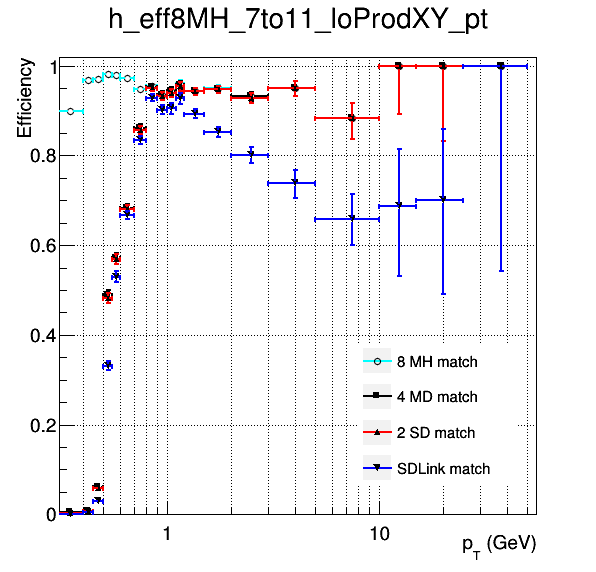 h_eff8MH_7to11_loProdXY_pt
Efficiency
1
0.8
0.6
0.4
0.2
0
8 MH match
4 MD match
2 SD match
SDLink match
1
10
p_T (GeV)